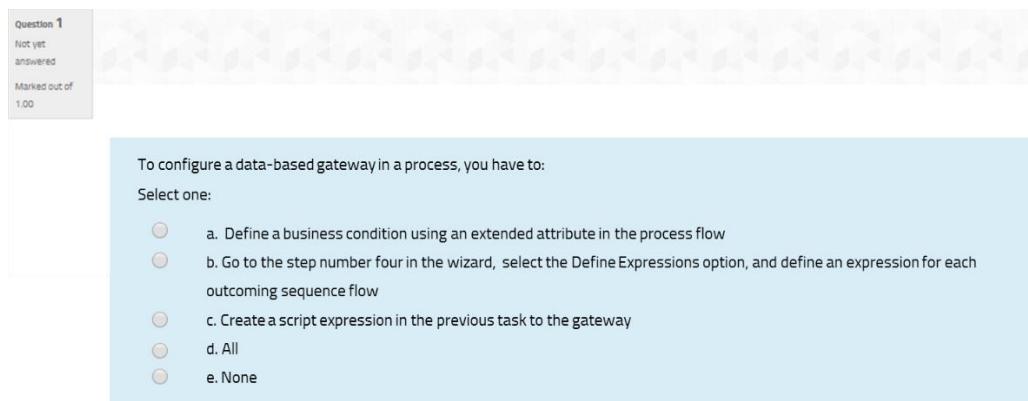 Question 1
Not yet
answered
Marked out of
1.00
To configure a data-based gateway in a process, you have to:
Select one:
a. Define a business condition using an extended attribute in the process flow
b. Go to the step number four in the wizard, select the Define Expressions option, and define an expression for each
outcoming sequence flow
c. Create a script expression in the previous task to the gateway
d. All
e. None